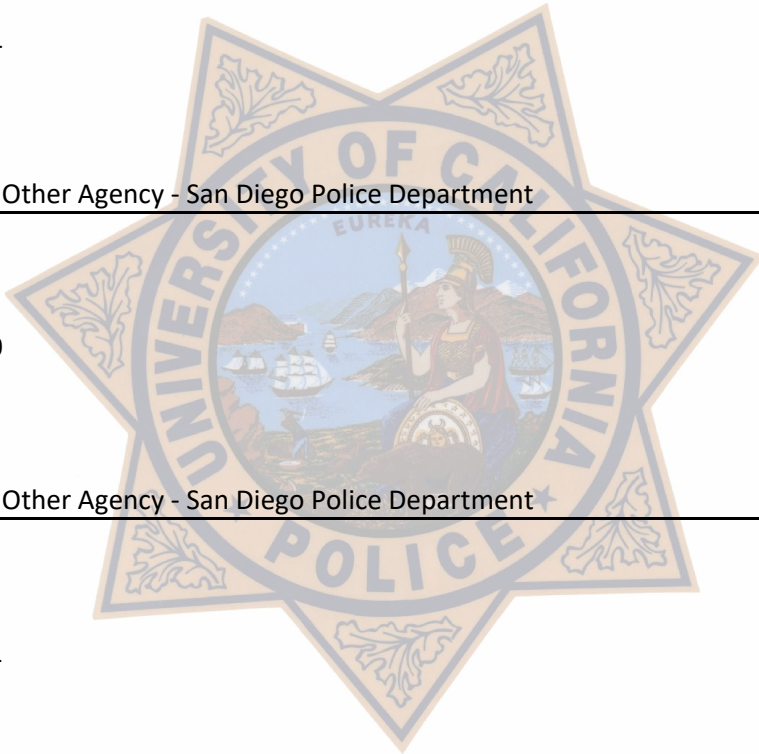 Other Agency - San Diego Police Department
UNIVERSITY OF CALIFORNIA
EUREKA
Other Agency - San Diego Police Department
POLICE